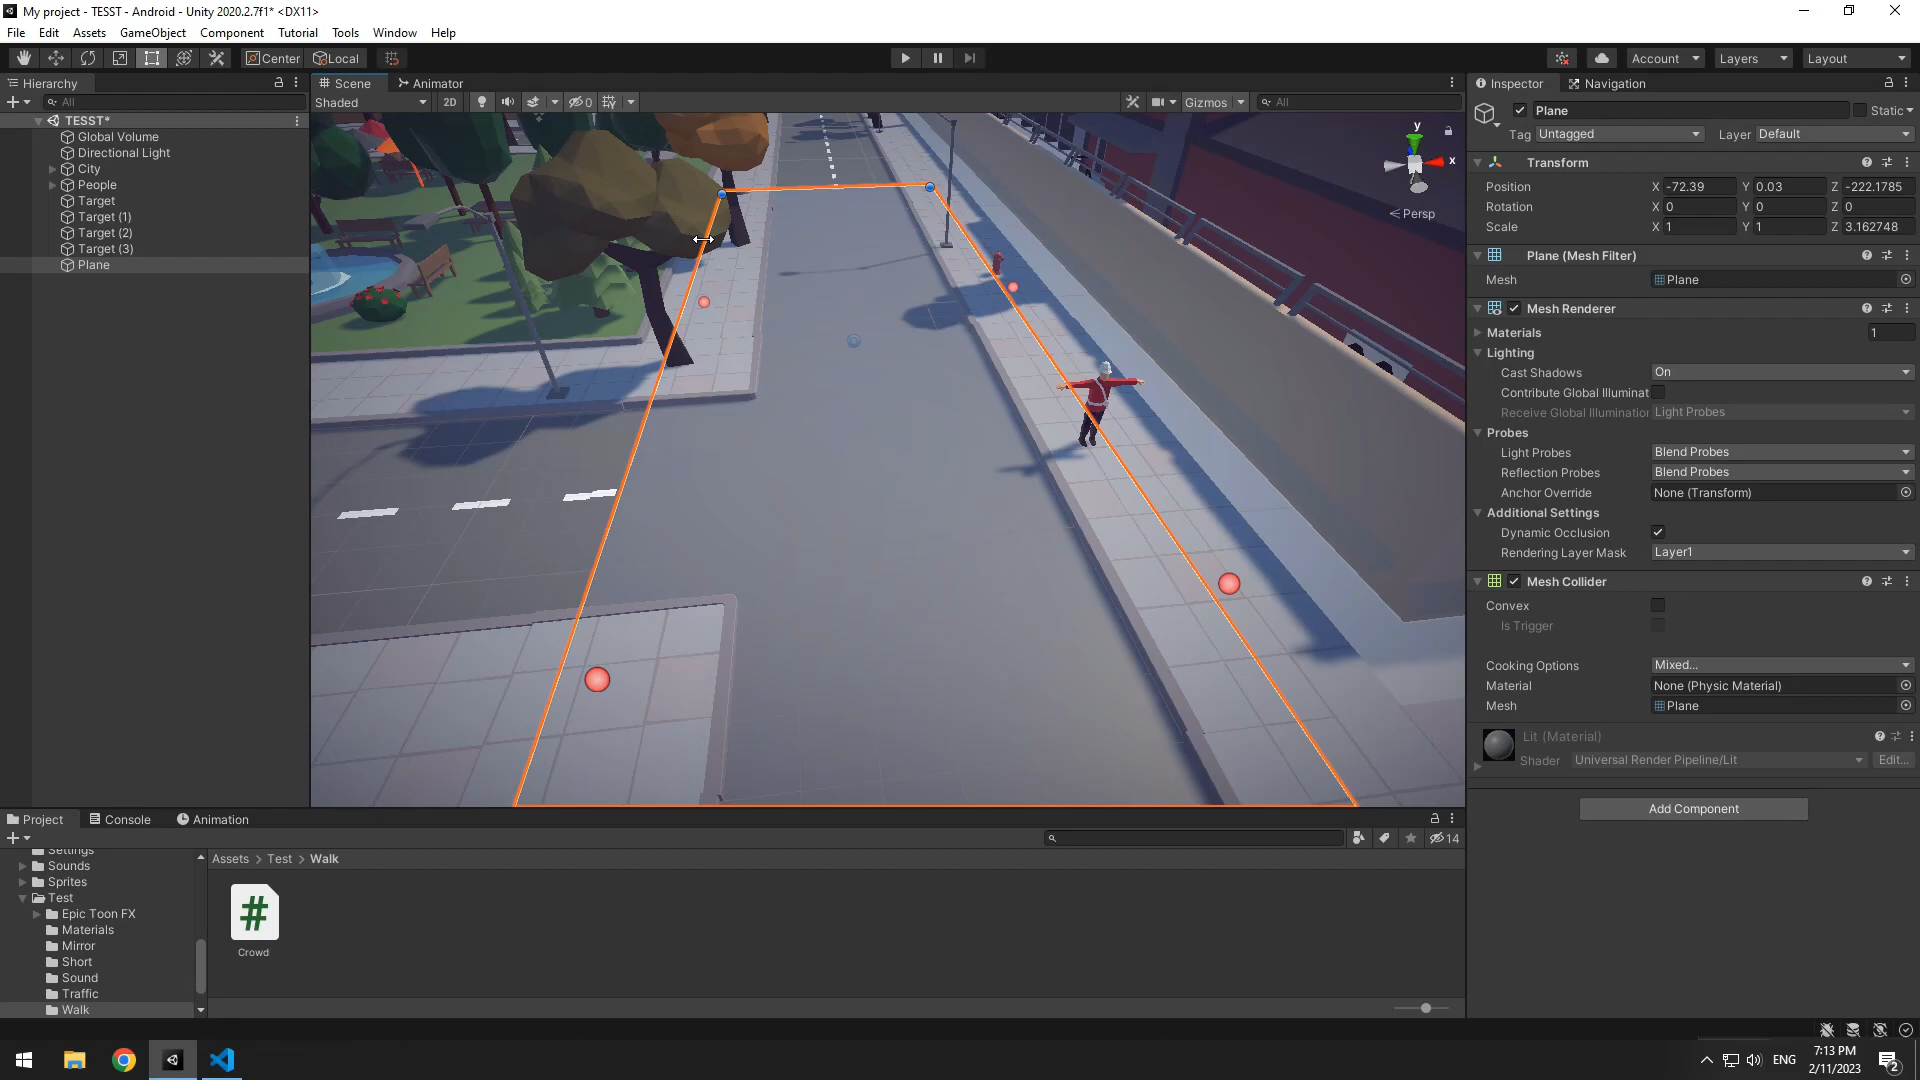 My project - TESST - Android - Unity 2020.2.7f1* <DX11>
File Edit Assets GameObject Component Tutorial Tools Window Help
Center Local Account Layers Layout
Hierarchy
All
TESST*
Global Volume
Directional Light
City
People
Target
Target (1)
Target (2)
Target (3)
Plane
Scene Animator
Shaded 2D 0 Gizmos All
y
x
Persp
Inspector Navigation
Plane Static
Tag Untagged Layer Default
Transform
Position X -72.39 Y 0.03 Z -222.1785
Rotation X 0 Y 0 Z 0
Scale X 1 Y 1 Z 3.162748
Plane (Mesh Filter)
Mesh Plane
Mesh Renderer
Materials 1
Lighting
Cast Shadows On
Contribute Global Illuminat
Receive Global Illumination Light Probes
Probes
Light Probes Blend Probes
Reflection Probes Blend Probes
Anchor Override None (Transform)
Additional Settings
Dynamic Occlusion
Rendering Layer Mask Layer1
Mesh Collider
Convex
Is Trigger
Cooking Options Mixed...
Material None (Physic Material)
Mesh Plane
Lit (Material)
Shader Universal Render Pipeline/Lit Edit...
Add Component
Project Console Animation
14
Settings
Sounds
Sprites
Test
Epic Toon FX
Materials
Mirror
Short
Sound
Traffic
Walk
Assets > Test > Walk
#
Crowd
ENG
7:13 PM
2/11/2023
2